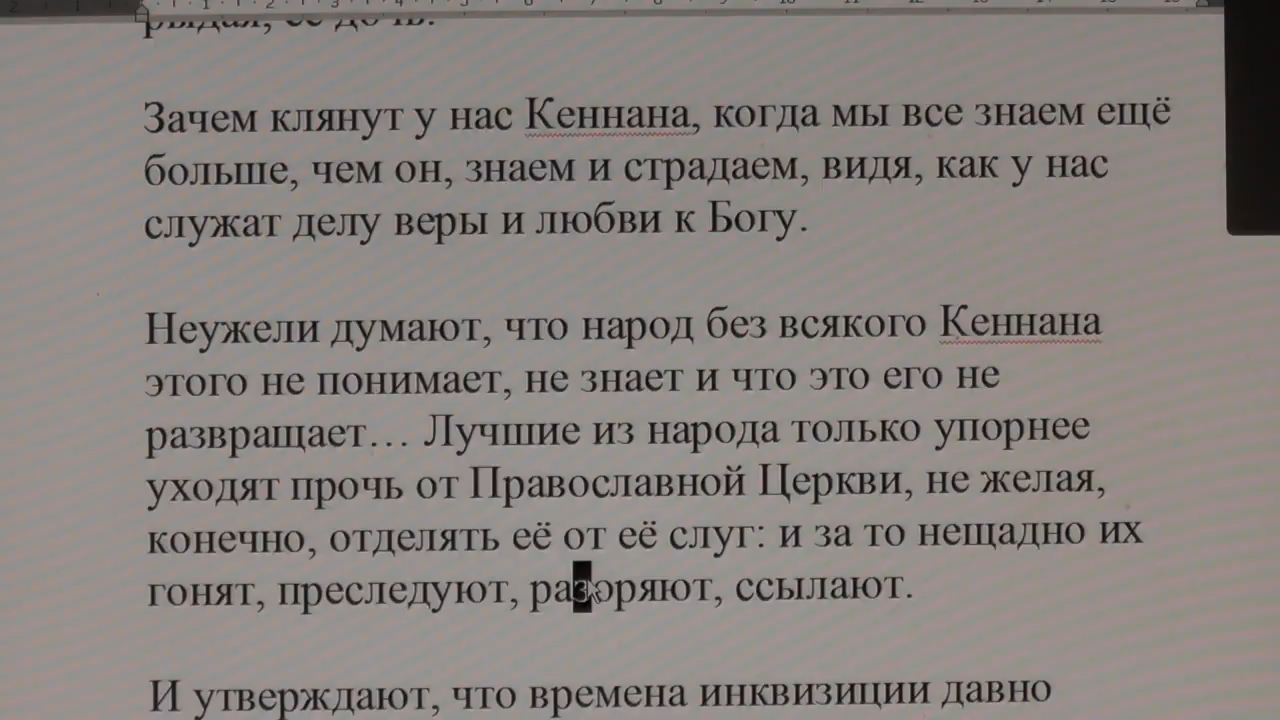 рыдая, её дочь.
Зачем клянут у нас Кеннана, когда мы все знаем ещё
больше, чем он, знаем и страдаем, видя, как у нас
служат делу веры и любви к Богу.
Неужели думают, что народ без всякого Кеннана
этого не понимает, не знает и что это его не
развращает… Лучшие из народа только упорнее
уходят прочь от Православной Церкви, не желая,
конечно, отделять её от её слуг: и за то нещадно их
гонят, преследуют, разоряют, ссылают.
И утверждают, что времена инквизиции давно